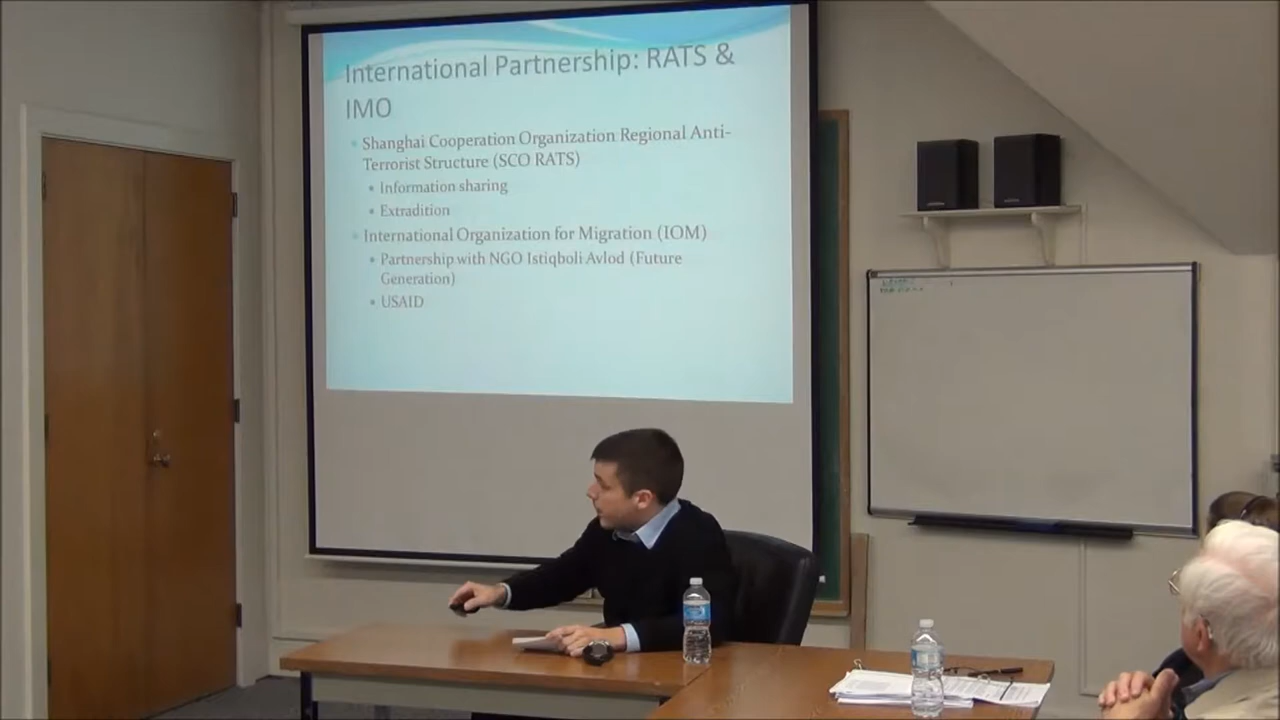 International Partnership: RATS &
IMO
Shanghai Cooperation Organization Regional Anti-
Terrorist Structure (SCO RATS)
Information sharing
Extradition
International Organization for Migration (IOM)
Partnership with NGO Istiqboli Avlod (Future
Generation)
USAID